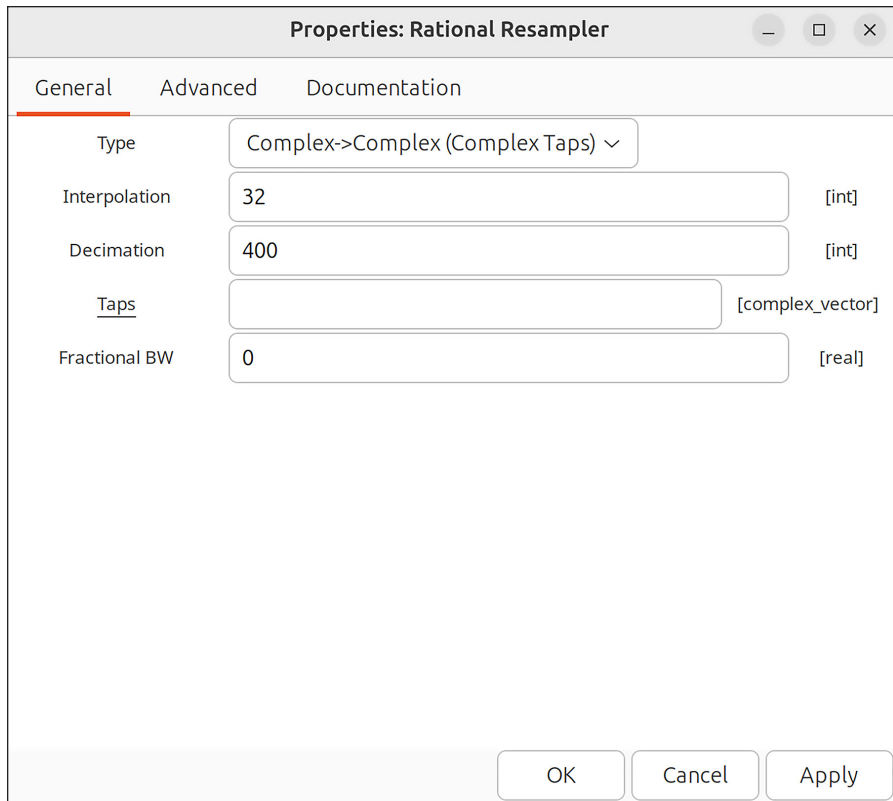 Properties: Rational Resampler
General Advanced Documentation
Type Complex->Complex (Complex Taps)
Interpolation 32 [int]
Decimation 400 [int]
Taps [complex_vector]
Fractional BW 0 [real]
OK Cancel Apply